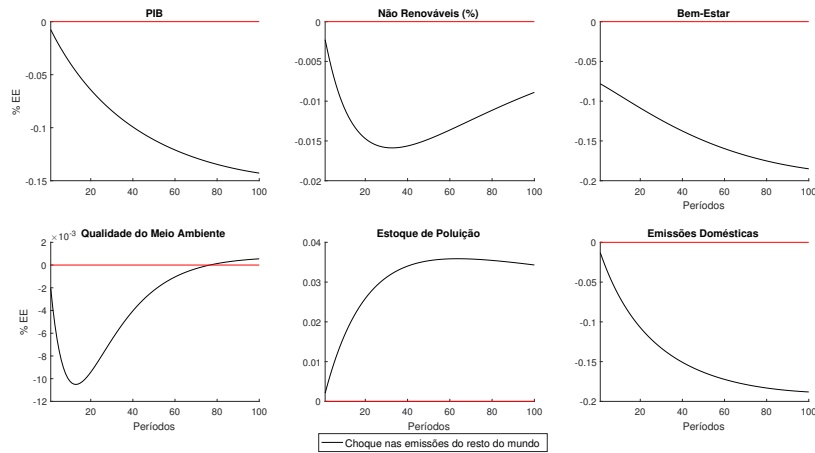 PIB
Não Renováveis (%)
Bem-Estar
0
-0.05
-0.1
-0.15
% EE
20 40 60 80 100
0
-0.005
-0.01
-0.015
-0.02
20 40 60 80 100
0
-0.05
-0.1
-0.15
-0.2
20 40 60 80 100
Períodos
×10⁻³
Qualidade do Meio Ambiente
Estoque de Poluição
Emissões Domésticas
2
0
-2
-4
-6
-8
-10
-12
% EE
20 40 60 80 100
Períodos
0.04
0.03
0.02
0.01
0
20 40 60 80 100
Períodos
0
-0.05
-0.1
-0.15
-0.2
20 40 60 80 100
Períodos
Choque nas emissões do resto do mundo